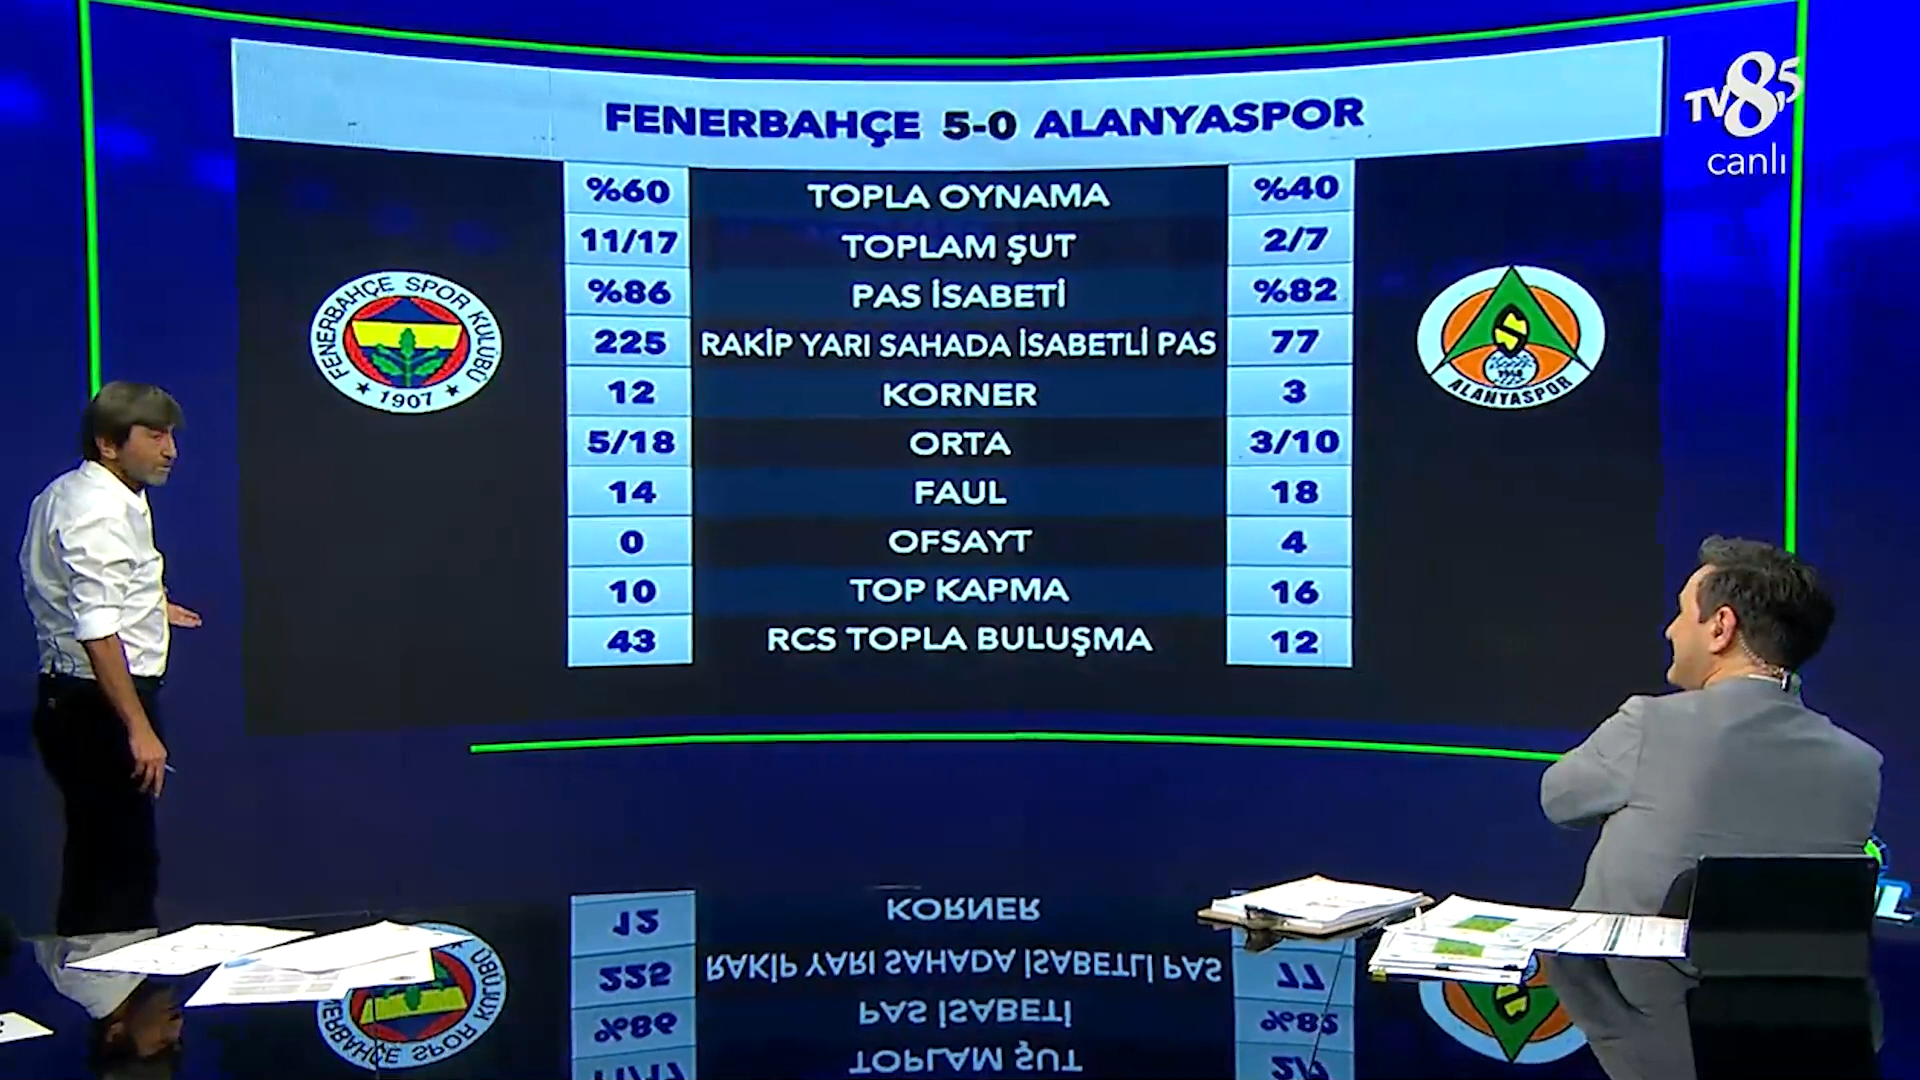 FENERBAHÇE 5-0 ALANYASPOR
TV8,5
canlı
%60 TOPLA OYNAMA %40
11/17 TOPLAM ŞUT 2/7
%86 PAS İSABETİ %82
225 RAKİP YARI SAHADA İSABETLİ PAS 77
12 KORNER 3
5/18 ORTA 3/10
14 FAUL 18
0 OFSAYT 4
10 TOP KAPMA 16
43 RCS TOPLA BULUŞMA 12
FENERBAHÇE SPOR KULÜBÜ
★ 1907 ★
1948
ALANYASPOR